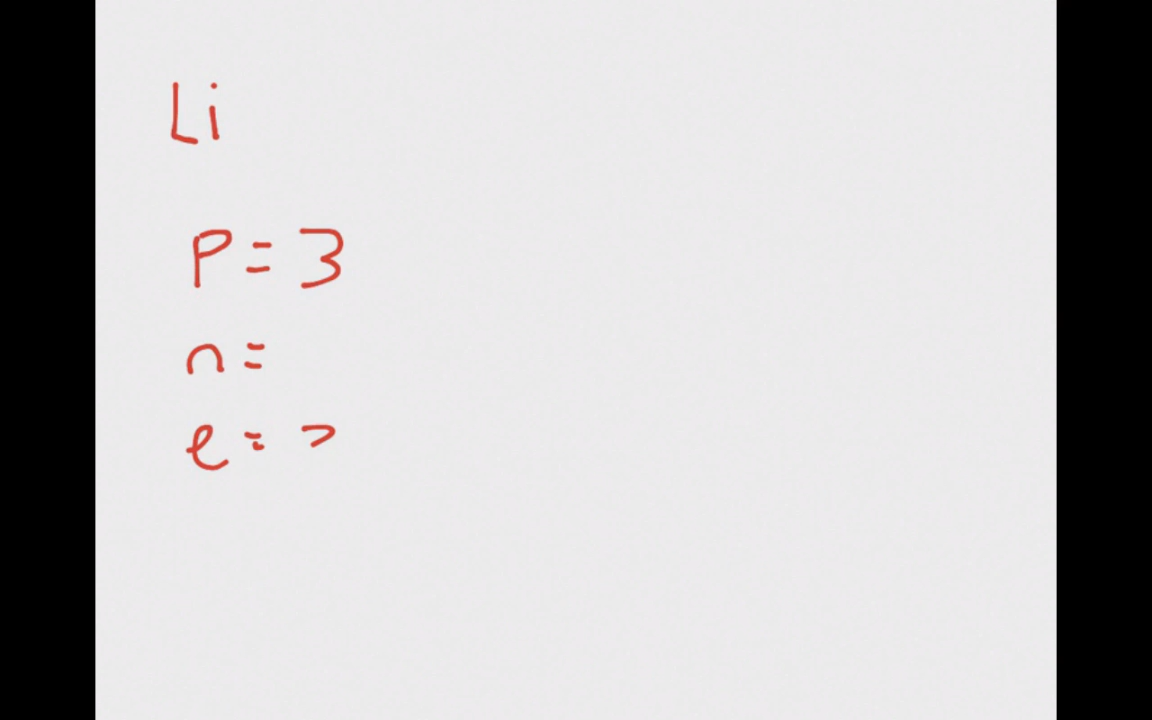 Li
P = 3
n =
e =